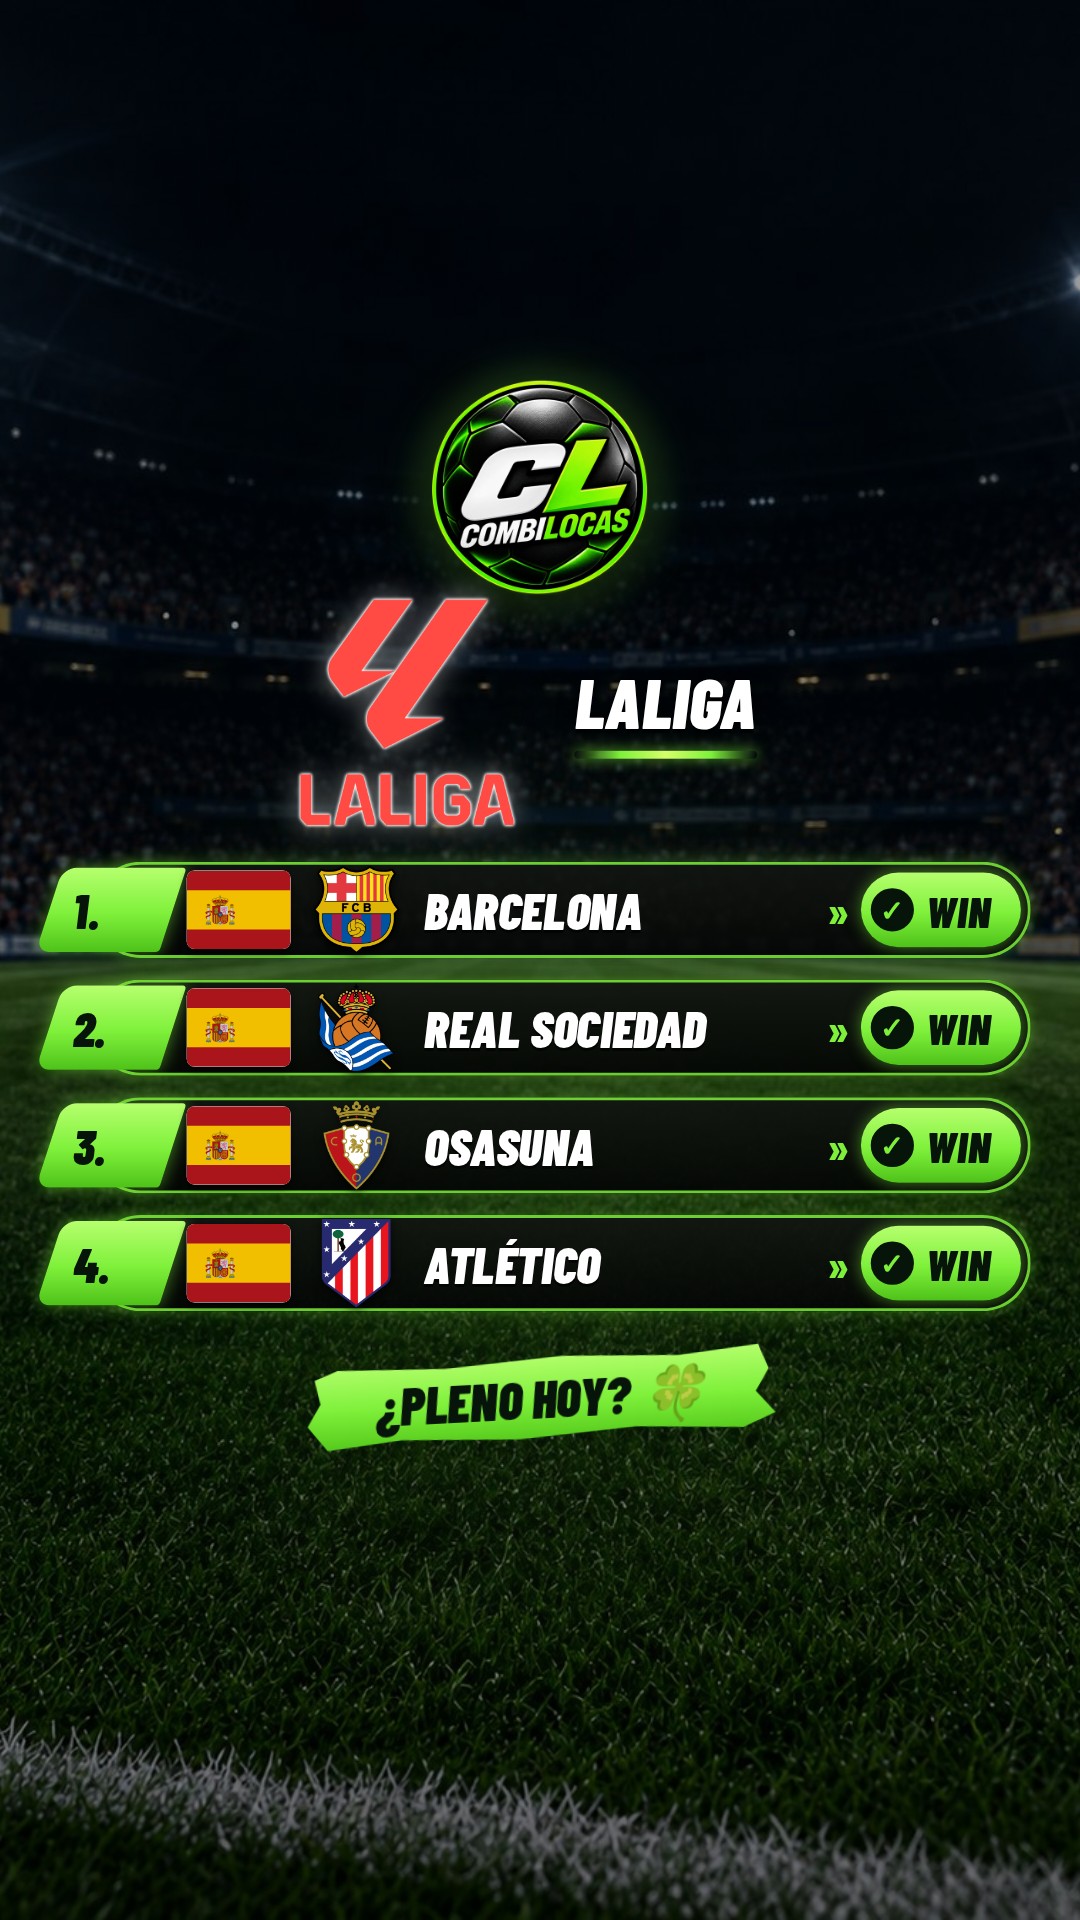 CL
COMBILOCAS
LALIGA
LALIGA
1. FCB BARCELONA » ✓ WIN
2. REAL SOCIEDAD » ✓ WIN
3. C A O OSASUNA » ✓ WIN
4. ATLÉTICO » ✓ WIN
¿PLENO HOY? 🍀